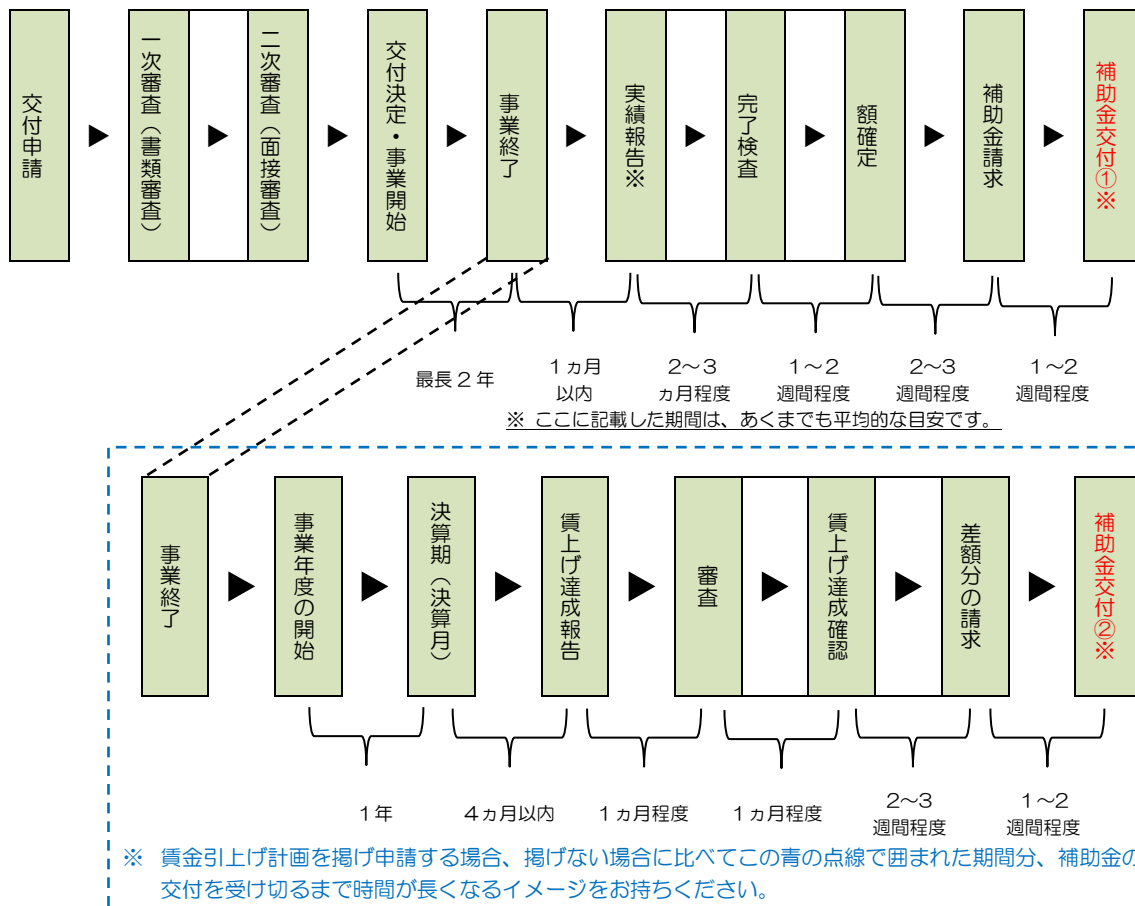 交付申請
一次審査（書類審査）
二次審査（面接審査）
交付決定・事業開始
事業終了
実績報告※
完了検査
額確定
補助金請求
補助金交付①※
最長２年
１ヵ月
以内
２～３
ヵ月程度
１～２
週間程度
２～３
週間程度
１～２
週間程度
※ ここに記載した期間は、あくまでも平均的な目安です。
事業終了
事業年度の開始
決算期（決算月）
賃上げ達成報告
審査
賃上げ達成確認
差額分の請求
補助金交付②※
１年
４ヵ月以内
１ヵ月程度
１ヵ月程度
２～３
週間程度
１～２
週間程度
※ 賃金引上げ計画を掲げ申請する場合、掲げない場合に比べてこの青の点線で囲まれた期間分、補助金の
交付を受け切るまで時間が長くなるイメージをお持ちください。